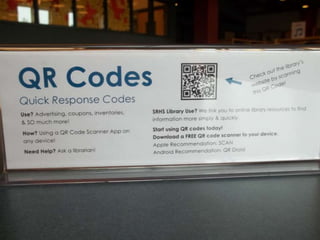 QR Codes
Quick Response Codes
Use? Advertising, coupons, inventories,
& SO much more!
How? Using a QR Code Scanner App on
any device!
Need Help? Ask a librarian!
Check out the library's
website by scanning
this QR Code!
SRHS Library Use? We link you to online library resources to find
information more simply & quickly.
Start using QR codes today!
Download a FREE QR code scanner to your device.
Apple Recommendation: SCAN
Android Recommendation: QR Droid